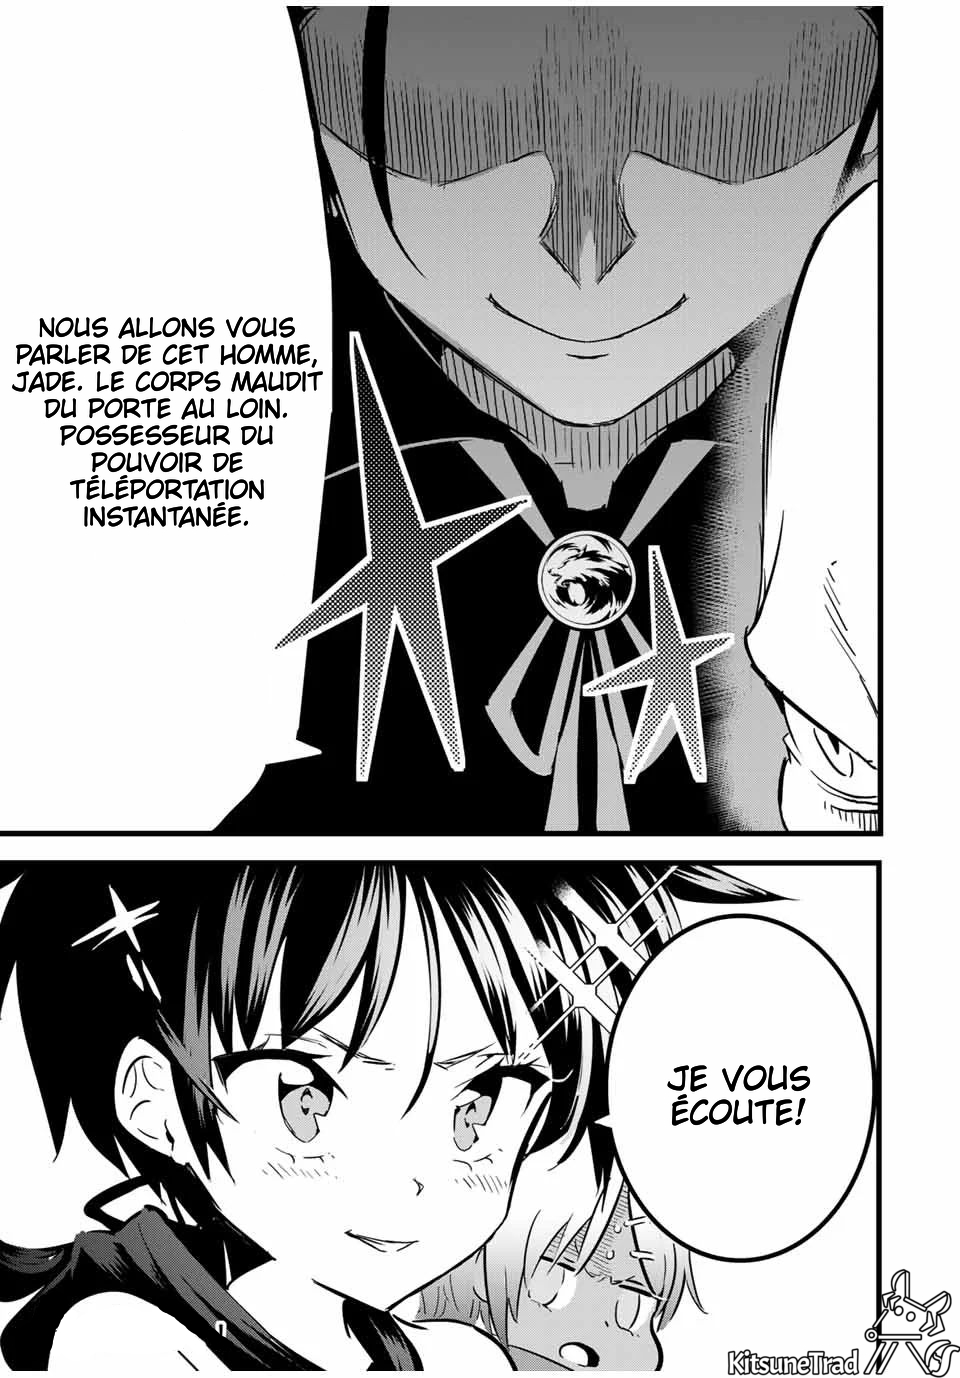 NOUS ALLONS VOUS
PARLER DE CET HOMME,
JADE. LE CORPS MAUDIT
DU PORTE AU LOIN.
POSSESSEUR DU
POUVOIR DE
TÉLÉPORTATION
INSTANTANÉE.
JE VOUS
ÉCOUTE!
KitsuneTrad